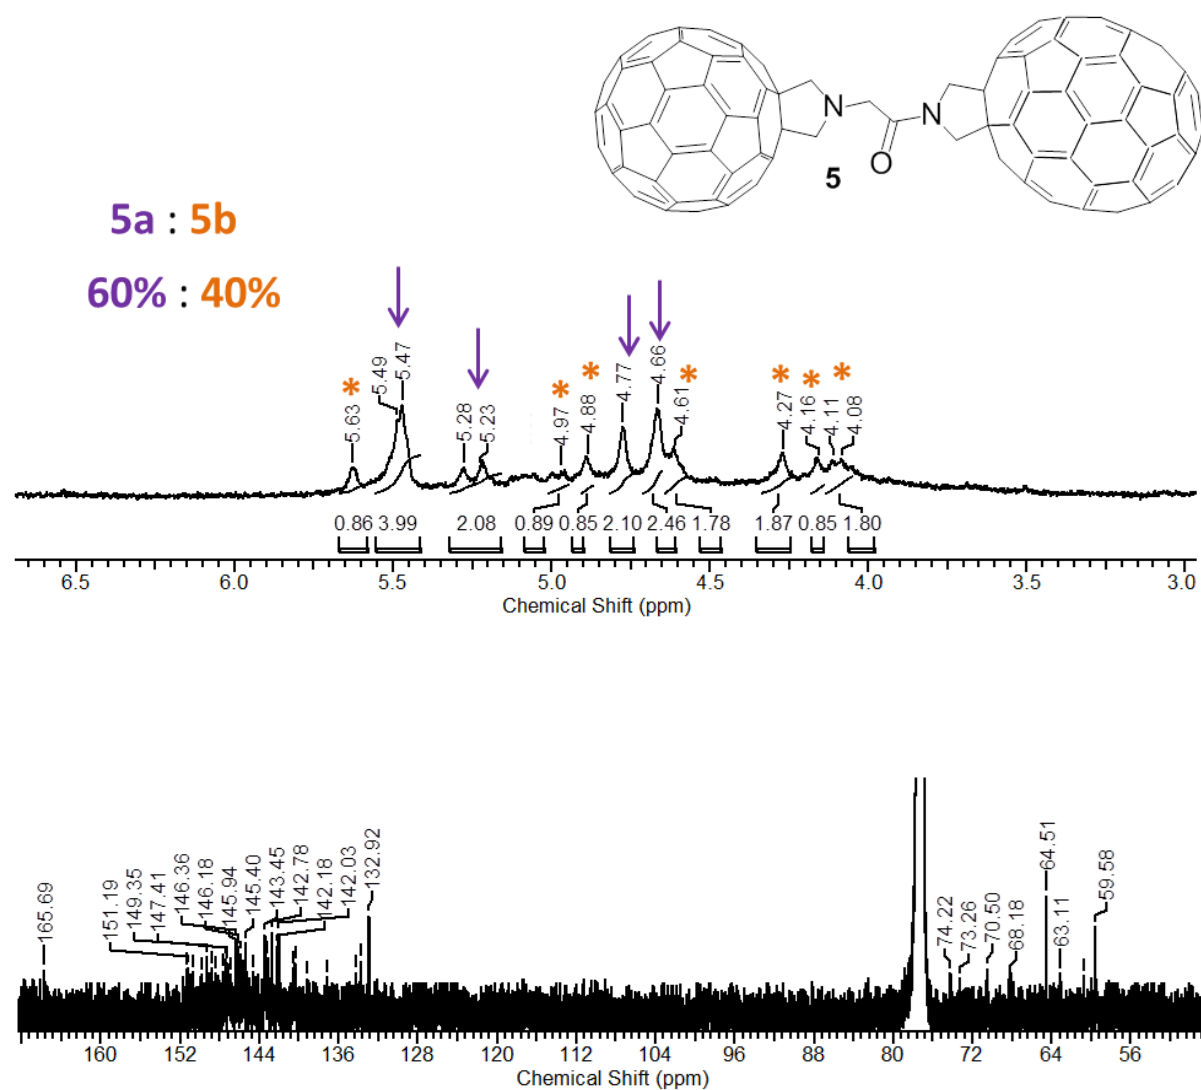 N
N
O
5
5a : 5b
60% : 40%
* * * * * * *
5.63 5.49 5.47 5.28 5.23 4.97 4.88 4.77 4.66 4.61 4.27 4.16 4.11 4.08
0.86 3.99 2.08 0.89 0.85 2.10 2.46 1.78 1.87 0.85 1.80
6.5 6.0 5.5 5.0 4.5 4.0 3.5 3.0
Chemical Shift (ppm)
165.69 151.19 149.35 147.41 146.36 146.18 145.94 145.40 143.45 142.78 142.18 142.03 132.92 74.22 73.26 70.50 68.18 64.51 63.11 59.58
160 152 144 136 128 120 112 104 96 88 80 72 64 56
Chemical Shift (ppm)